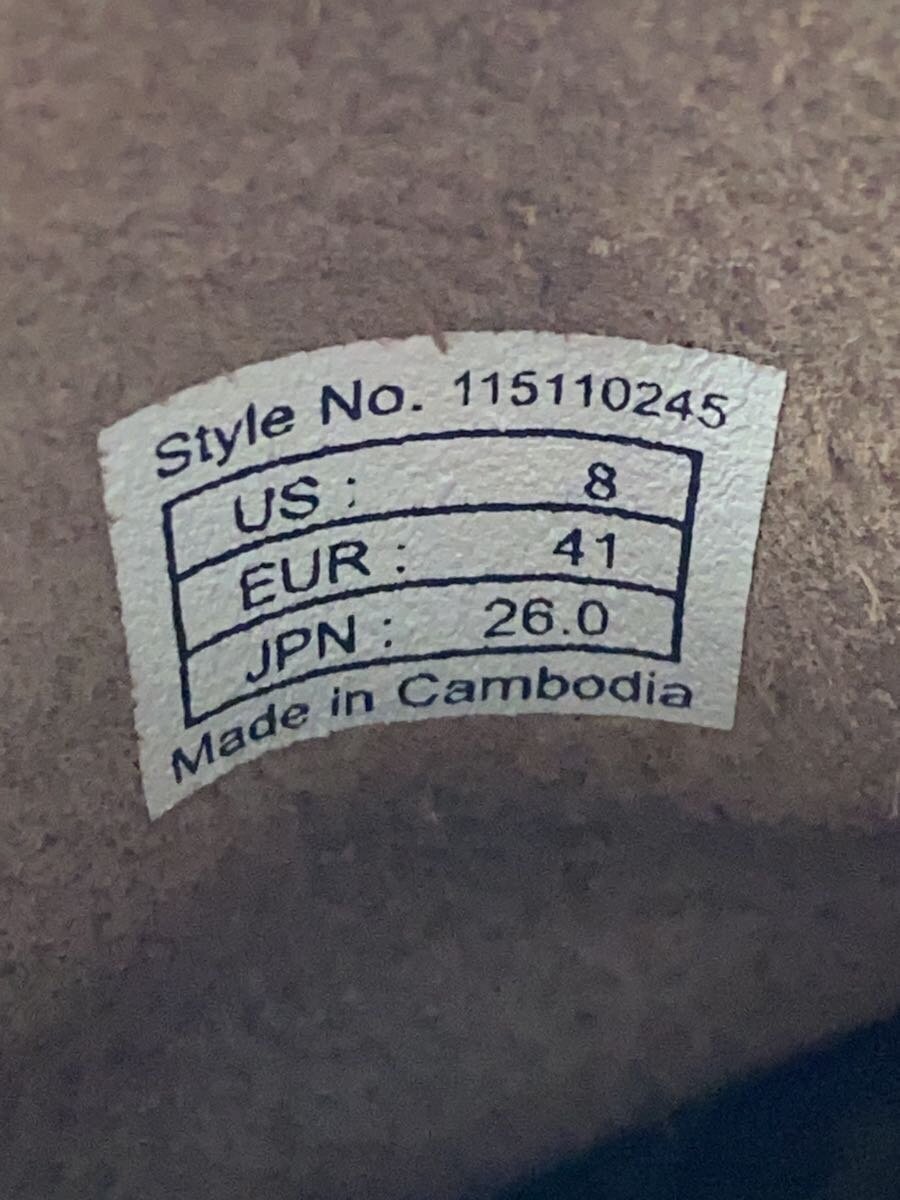 Style No. 115110245
US : 8
EUR : 41
JPN : 26.0
Made in Cambodia